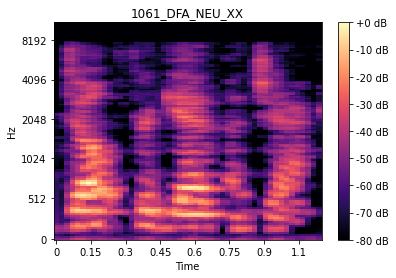 1061_DFA_NEU_XX
8192
4096
2048
1024
512
0
Hz
0
0.15
0.3
0.45
0.6
0.75
0.9
1.1
Time
+0 dB
-10 dB
-20 dB
-30 dB
-40 dB
-50 dB
-60 dB
-70 dB
-80 dB